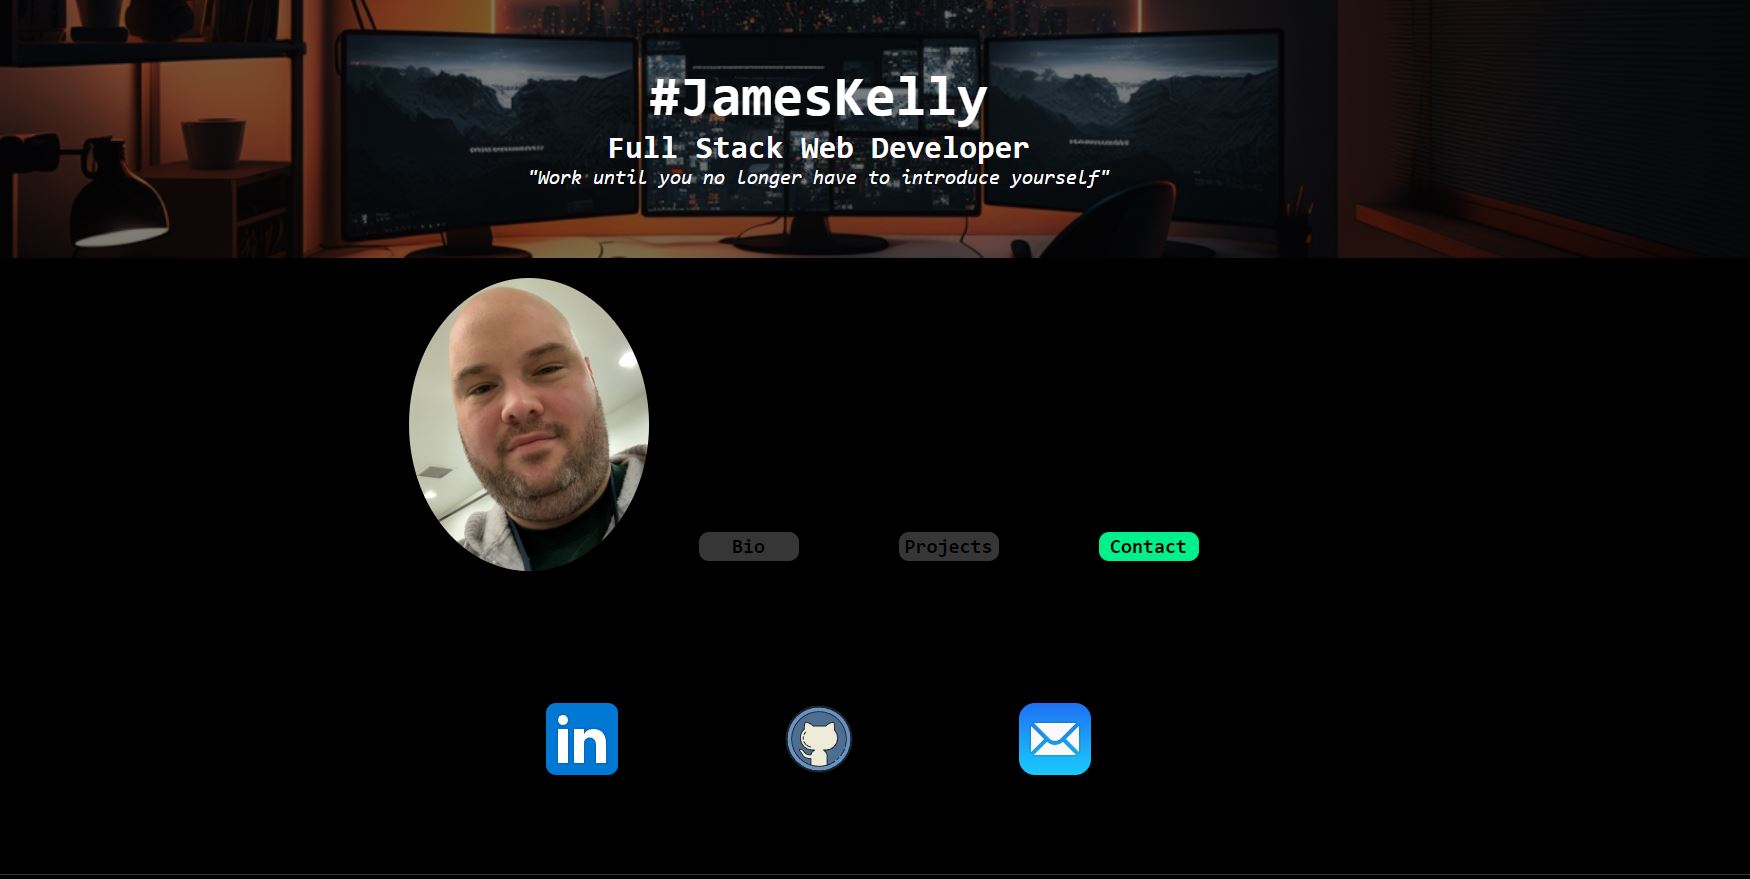 #JamesKelly
Full Stack Web Developer
"Work until you no longer have to introduce yourself"
Bio
Projects
Contact
in